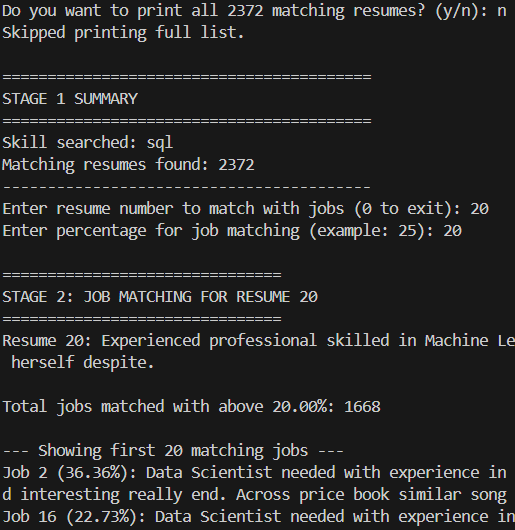 Do you want to print all 2372 matching resumes? (y/n): n
Skipped printing full list.
=========================================
STAGE 1 SUMMARY
=========================================
Skill searched: sql
Matching resumes found: 2372
-----------------------------------------
Enter resume number to match with jobs (0 to exit): 20
Enter percentage for job matching (example: 25): 20
===============================
STAGE 2: JOB MATCHING FOR RESUME 20
===============================
Resume 20: Experienced professional skilled in Machine Le
herself despite.
Total jobs matched with above 20.00%: 1668
--- Showing first 20 matching jobs ---
Job 2 (36.36%): Data Scientist needed with experience in
d interesting really end. Across price book similar song
Job 16 (22.73%): Data Scientist needed with experience in